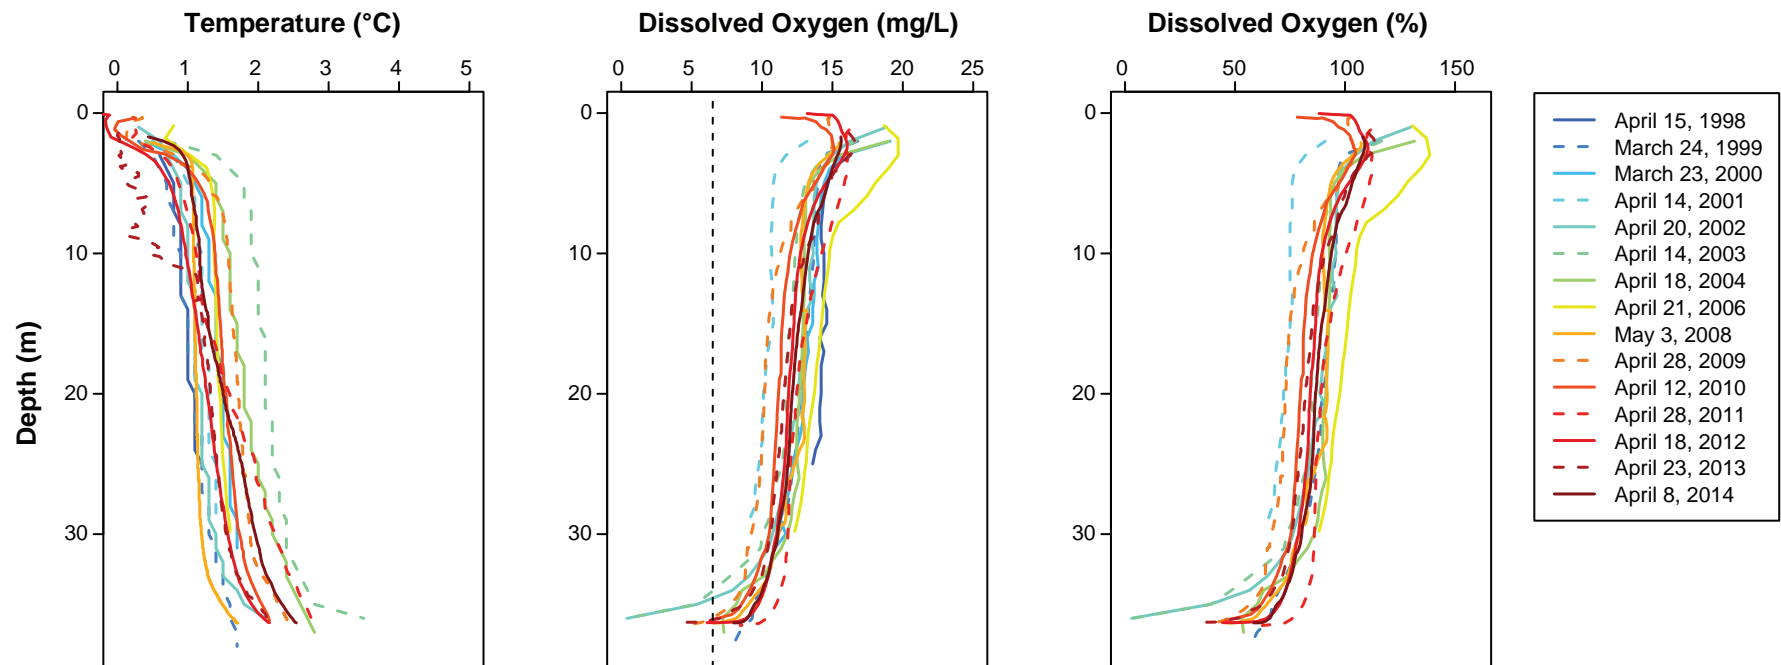 Temperature (°C) Dissolved Oxygen (mg/L) Dissolved Oxygen (%)
0 1 2 3 4 5 0 5 10 15 20 25 0 50 100 150
0 0 0
10 10 10
20 20 20
30 30 30
Depth (m)
April 15, 1998
March 24, 1999
March 23, 2000
April 14, 2001
April 20, 2002
April 14, 2003
April 18, 2004
April 21, 2006
May 3, 2008
April 28, 2009
April 12, 2010
April 28, 2011
April 18, 2012
April 23, 2013
April 8, 2014